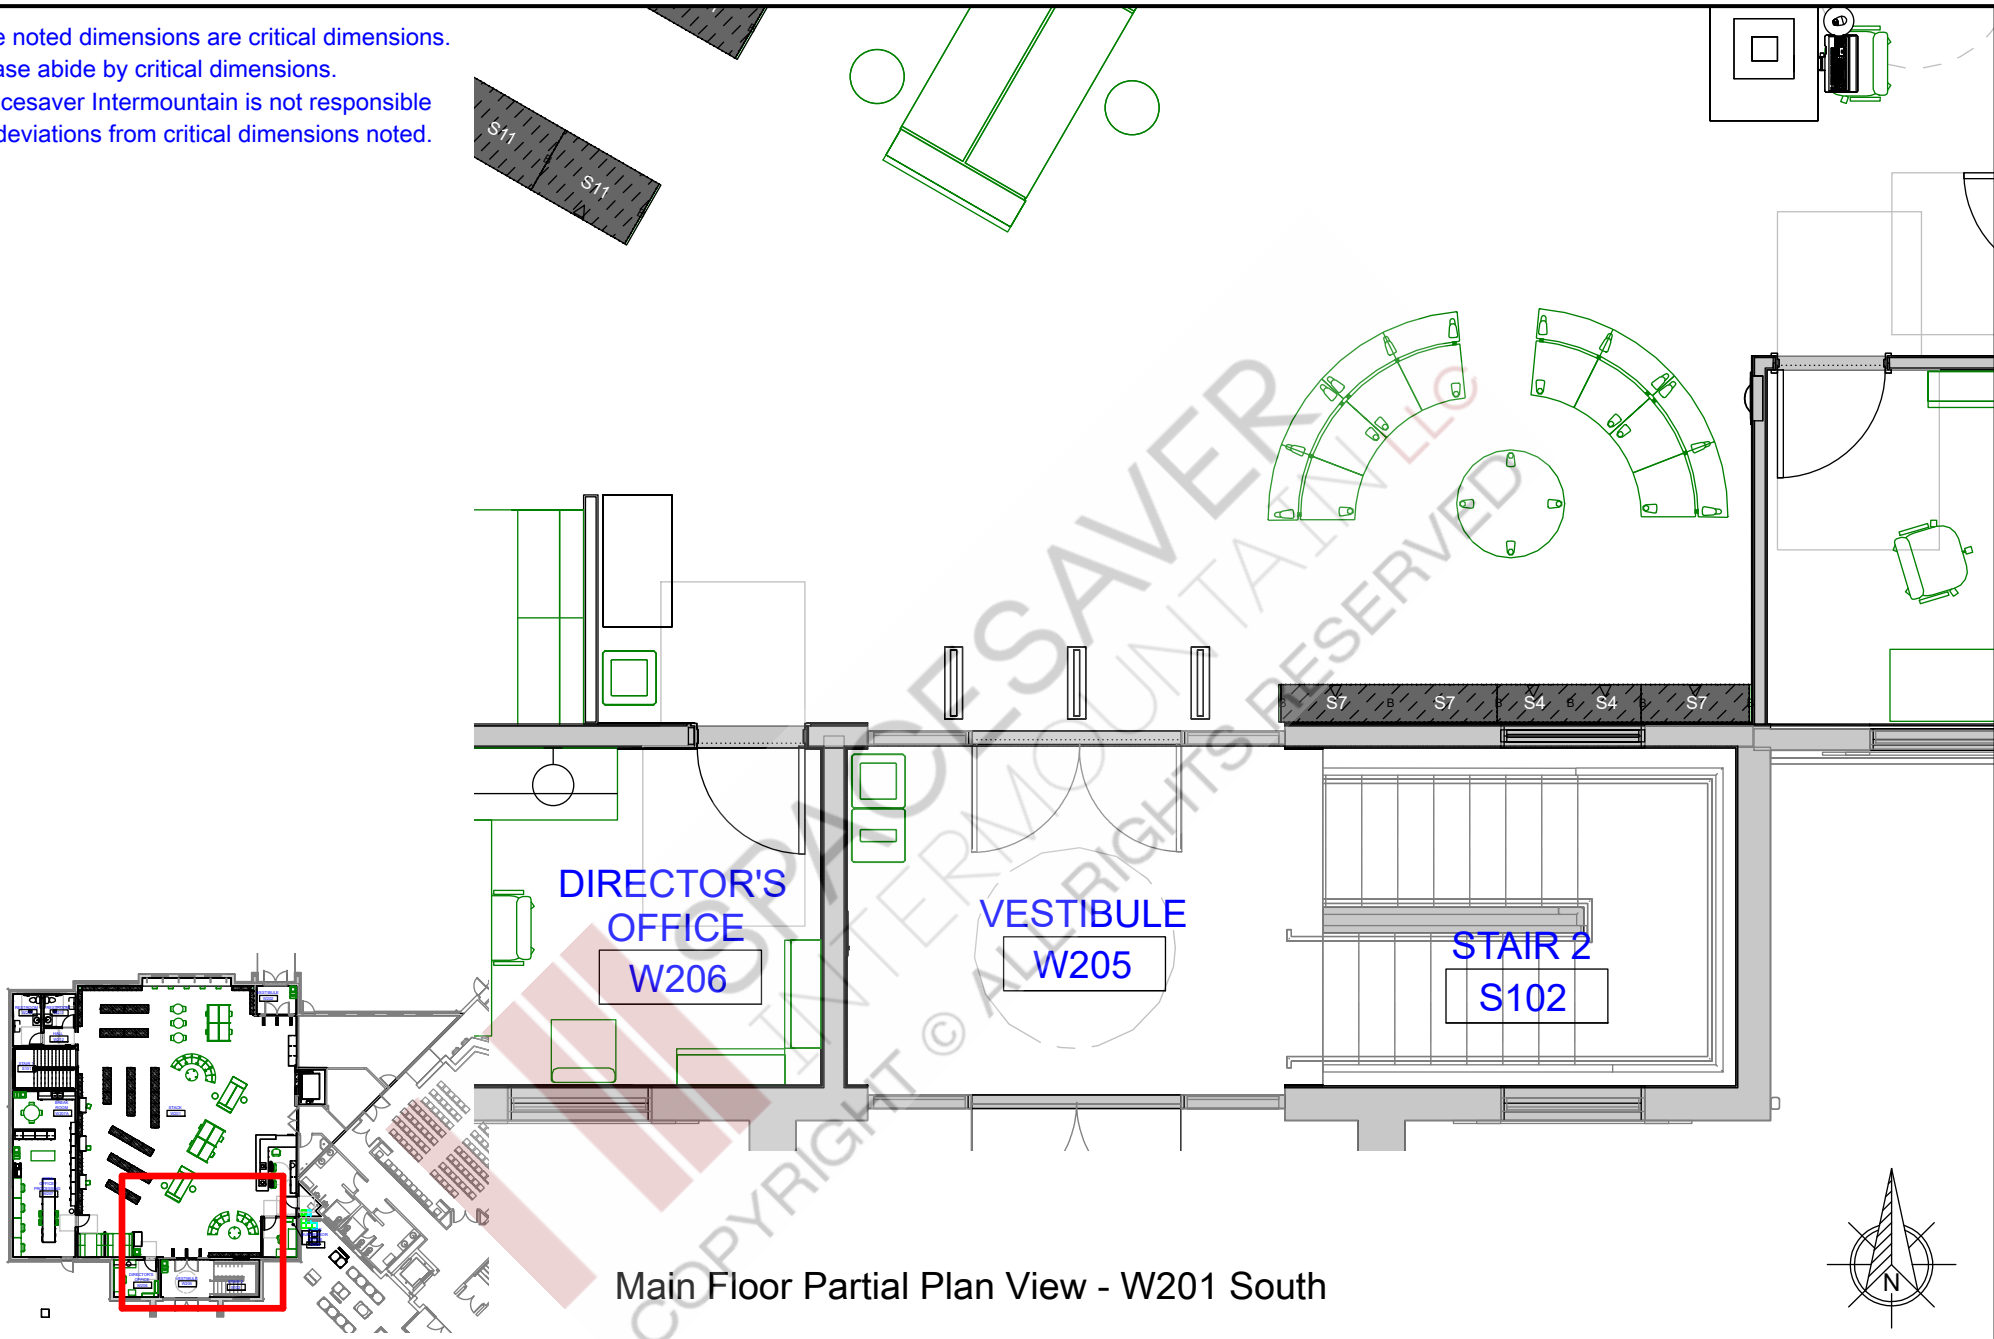 e noted dimensions are critical dimensions.
ase abide by critical dimensions.
cesaver Intermountain is not responsible
deviations from critical dimensions noted.
S11
S11
S7
B
S7
B
S4
B
S4
B
S7
B
DIRECTOR'S
OFFICE
W206
VESTIBULE
W205
STAIR 2
S102
SPACESAVER
INTERMOUNTAIN LLC
COPYRIGHT © ALL RIGHTS RESERVED
Main Floor Partial Plan View - W201 South
N